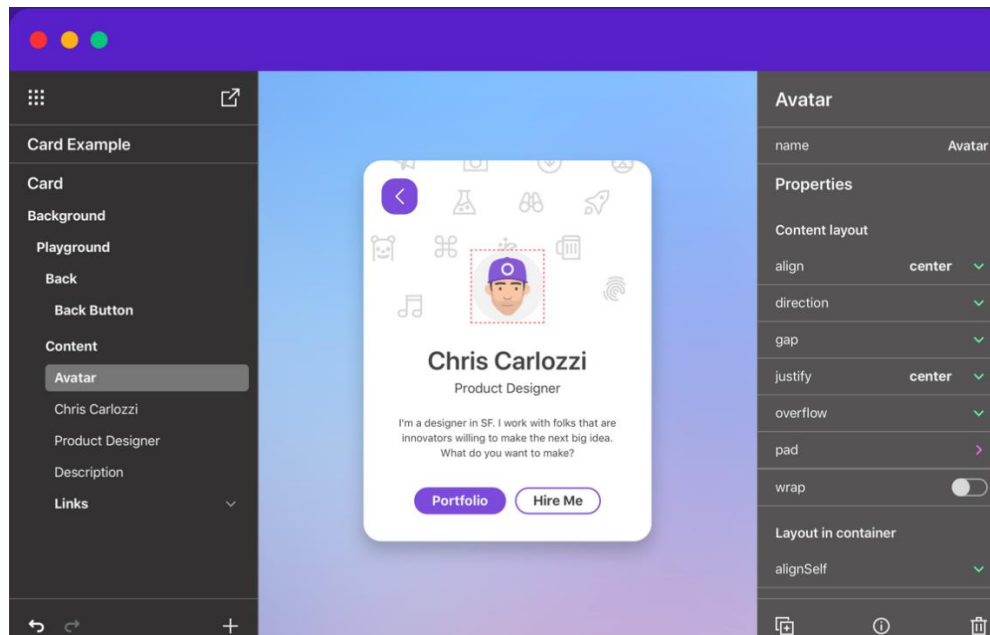 Card Example
Card
Background
Playground
Back
Back Button
Content
Avatar
Chris Carlozzi
Product Designer
Description
Links
Chris Carlozzi
Product Designer
I'm a designer in SF. I work with folks that are
innovators willing to make the next big idea.
What do you want to make?
Portfolio
Hire Me
Avatar
name Avatar
Properties
Content layout
align center
direction
gap
justify center
overflow
pad
wrap
Layout in container
alignSelf